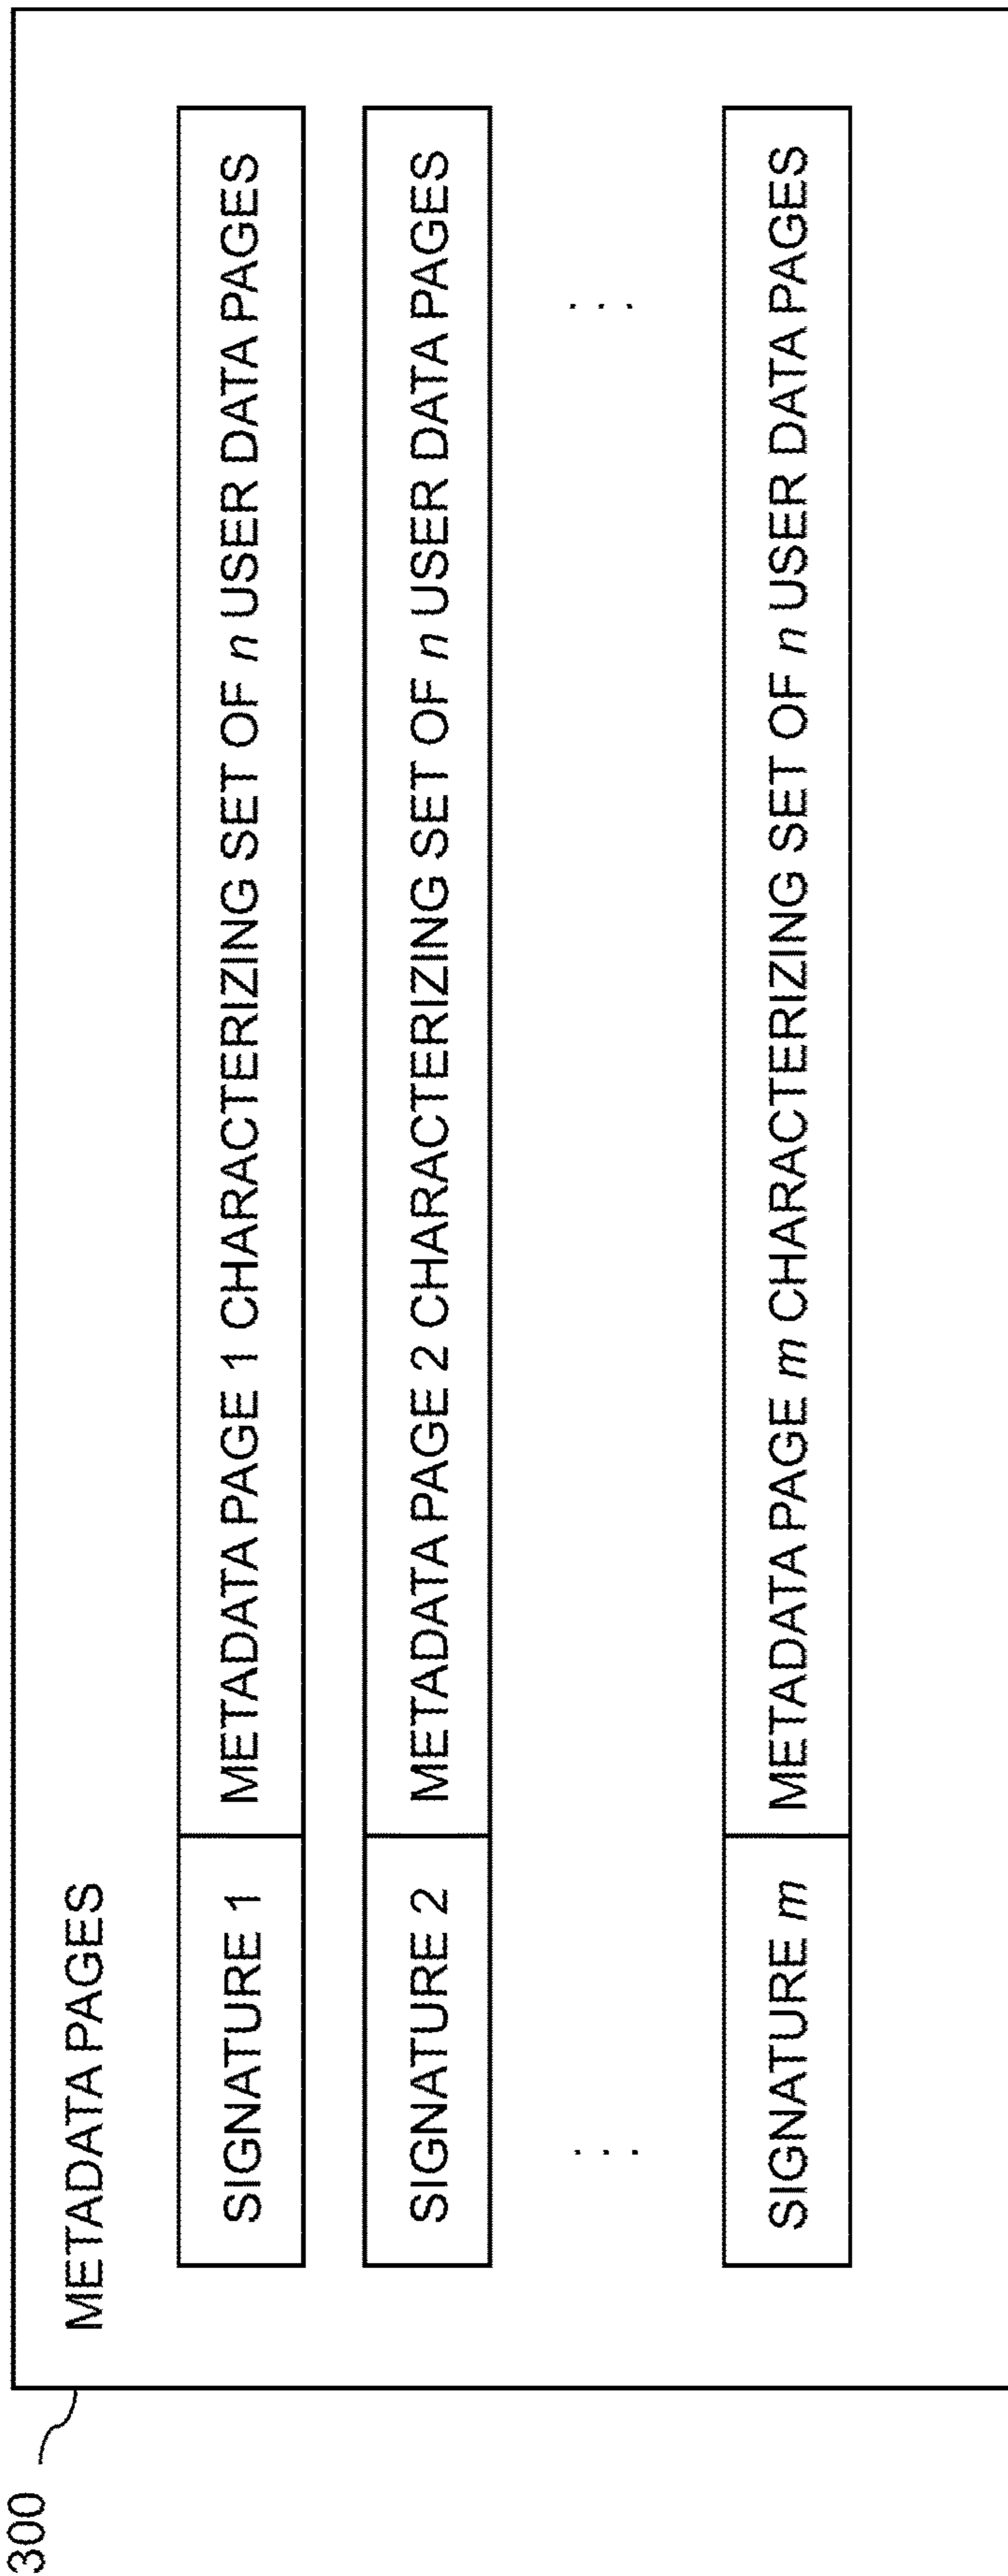 300
METADATA PAGES
SIGNATURE 1 METADATA PAGE 1 CHARACTERIZING SET OF n USER DATA PAGES
SIGNATURE 2 METADATA PAGE 2 CHARACTERIZING SET OF n USER DATA PAGES
. . . . . .
SIGNATURE m METADATA PAGE m CHARACTERIZING SET OF n USER DATA PAGES